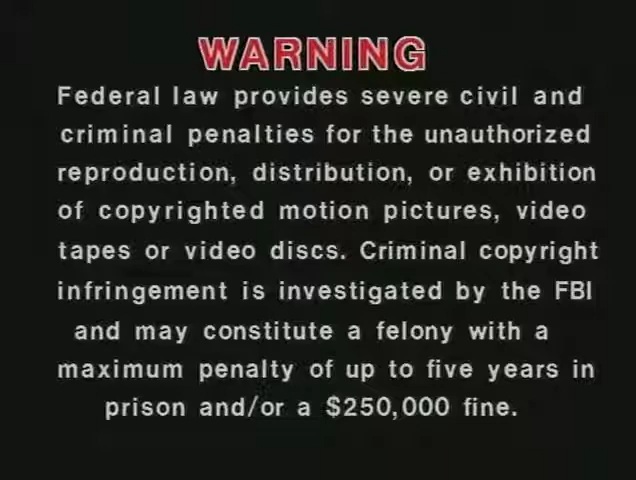 WARNING
Federal law provides severe civil and
criminal penalties for the unauthorized
reproduction, distribution, or exhibition
of copyrighted motion pictures, video
tapes or video discs. Criminal copyright
infringement is investigated by the FBI
and may constitute a felony with a
maximum penalty of up to five years in
prison and/or a $250,000 fine.